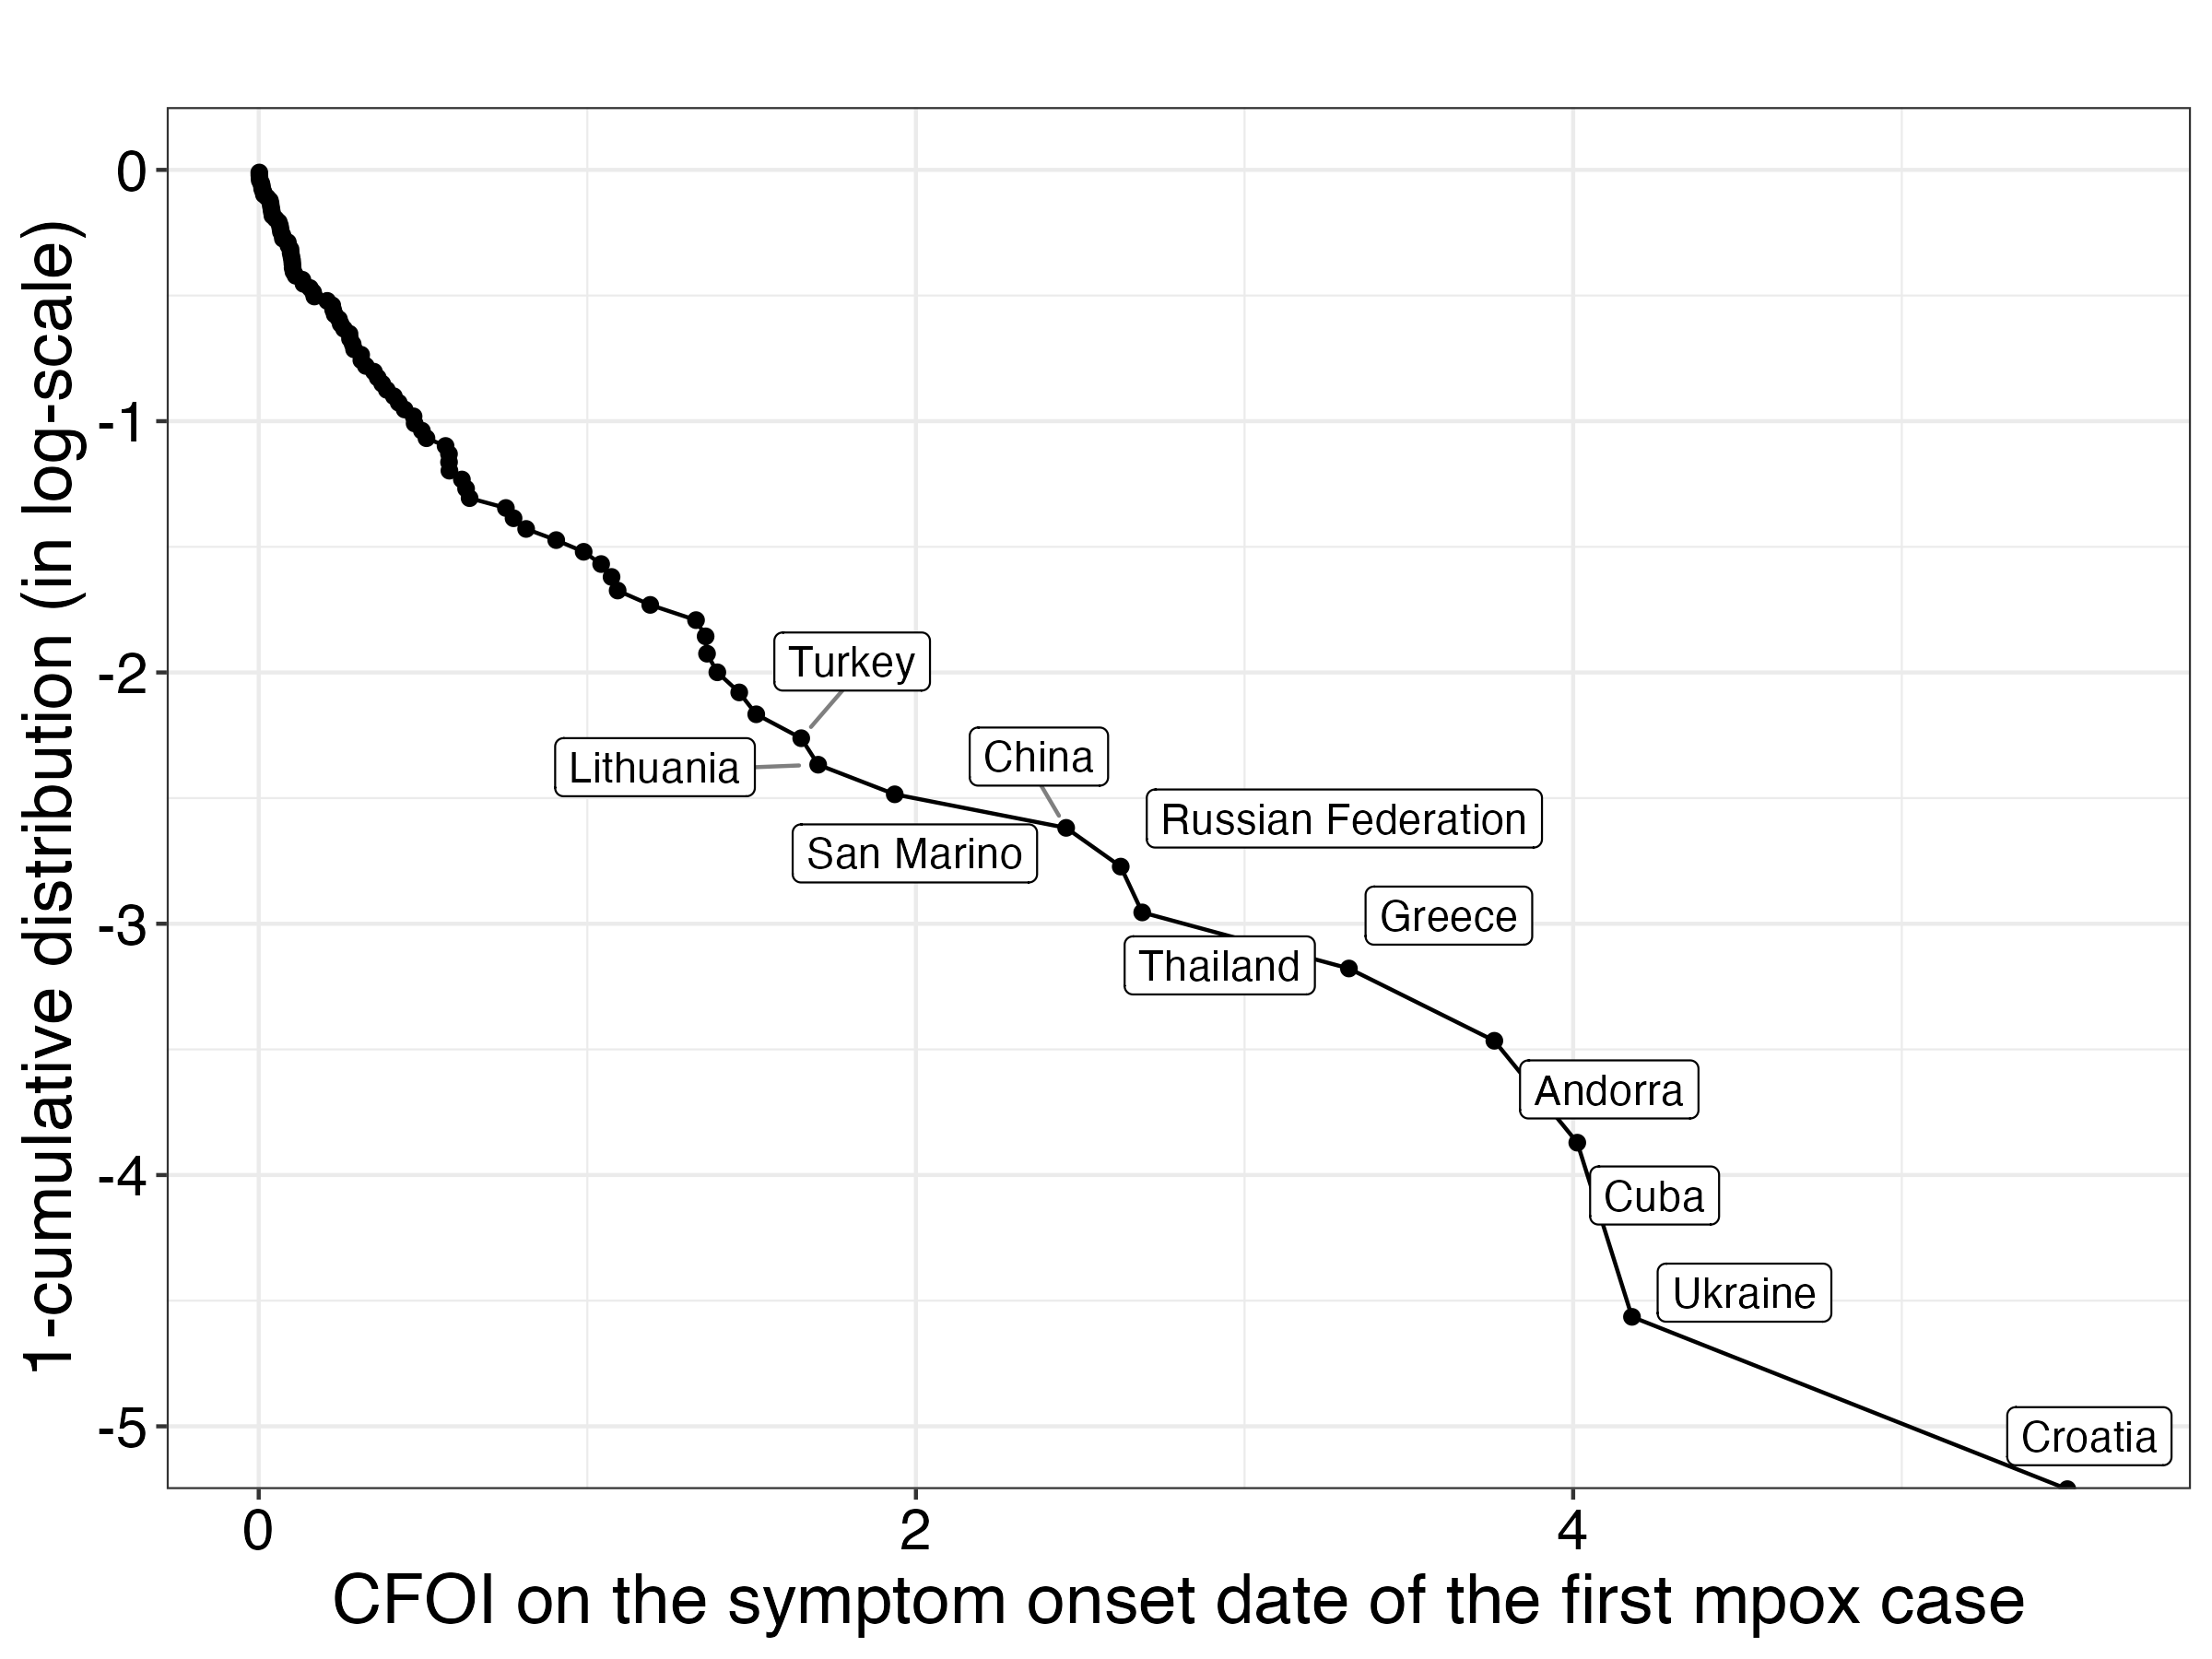 1-cumulative distribution (in log-scale)
0
-1
-2
-3
-4
-5
Turkey
Lithuania
China
Russian Federation
San Marino
Greece
Thailand
Andorra
Cuba
Ukraine
Croatia
0 2 4
CFOI on the symptom onset date of the first mpox case